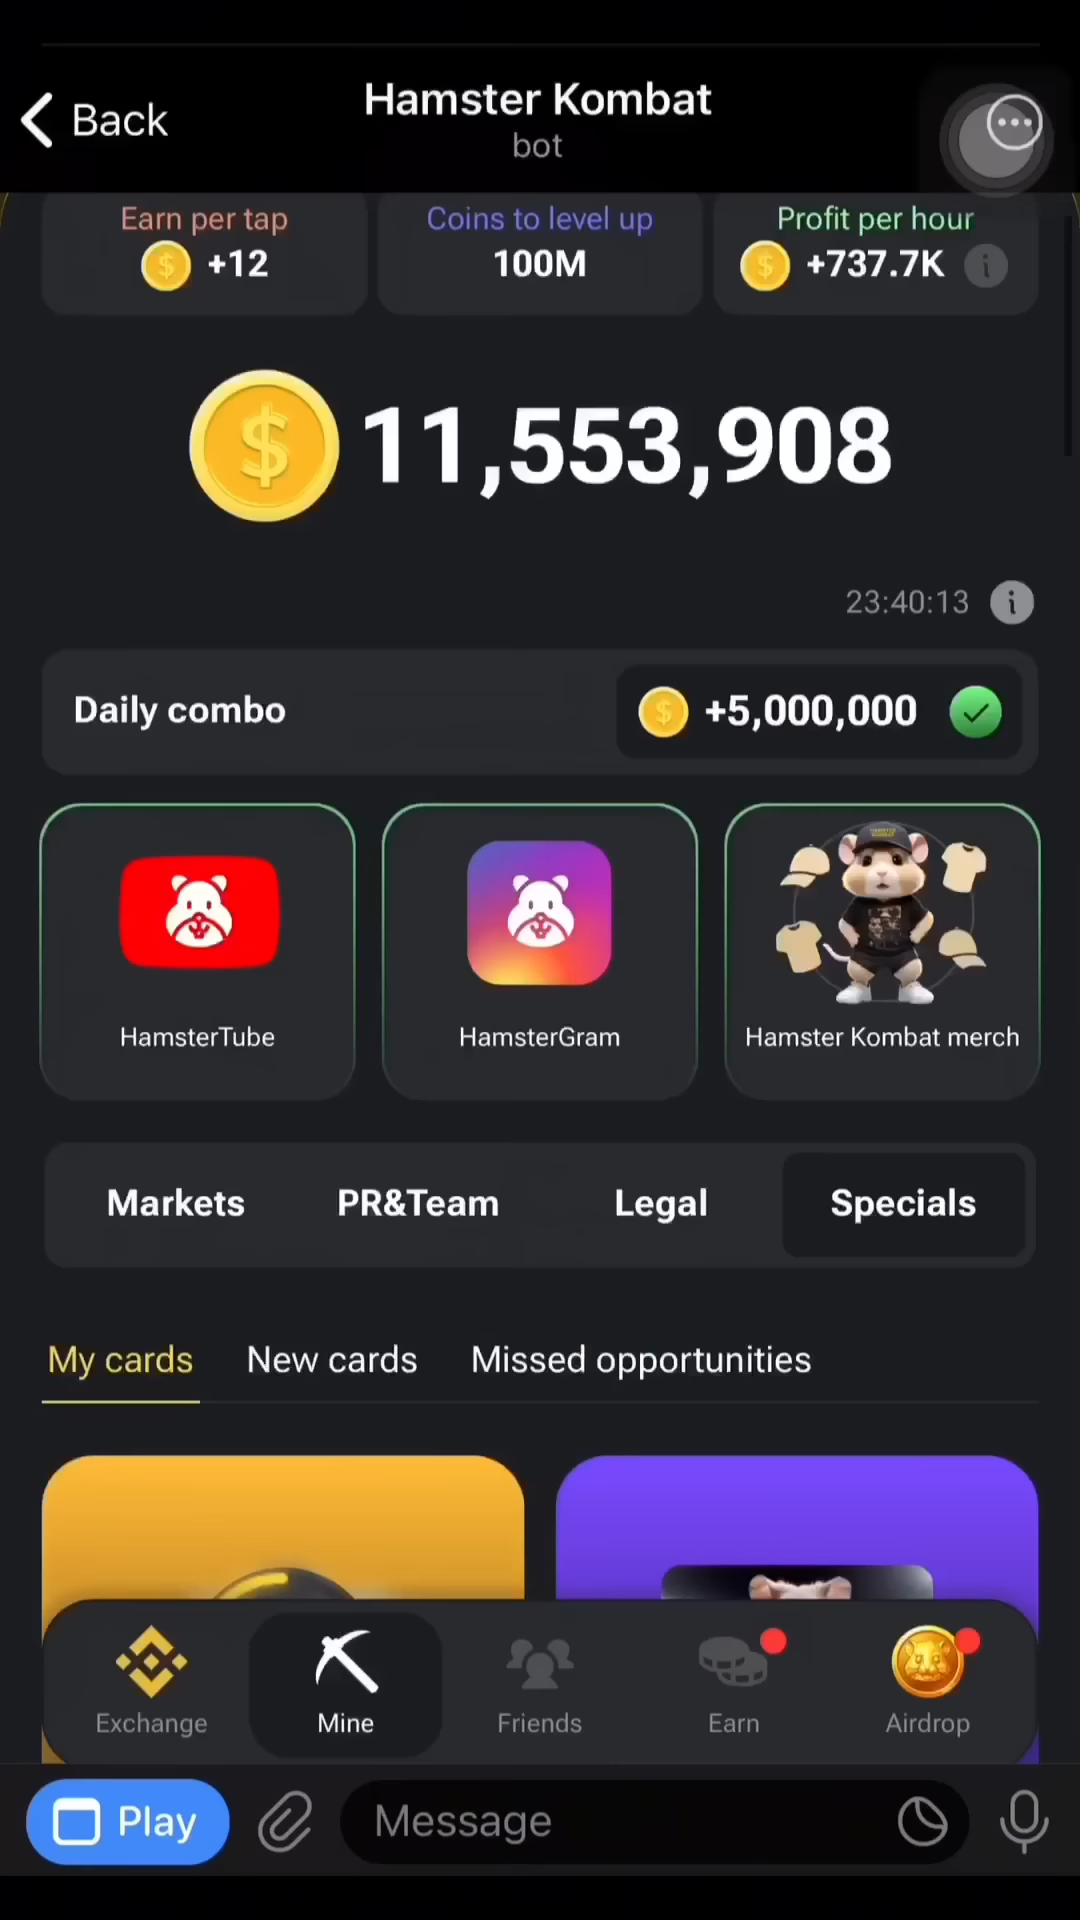 Back
Hamster Kombat
bot
Earn per tap
+12
Coins to level up
100M
Profit per hour
+737.7K
11,553,908
23:40:13
Daily combo
+5,000,000
HamsterTube
HamsterGram
Hamster Kombat merch
Markets
PR&Team
Legal
Specials
My cards
New cards
Missed opportunities
Exchange
Mine
Friends
Earn
Airdrop
Play
Message